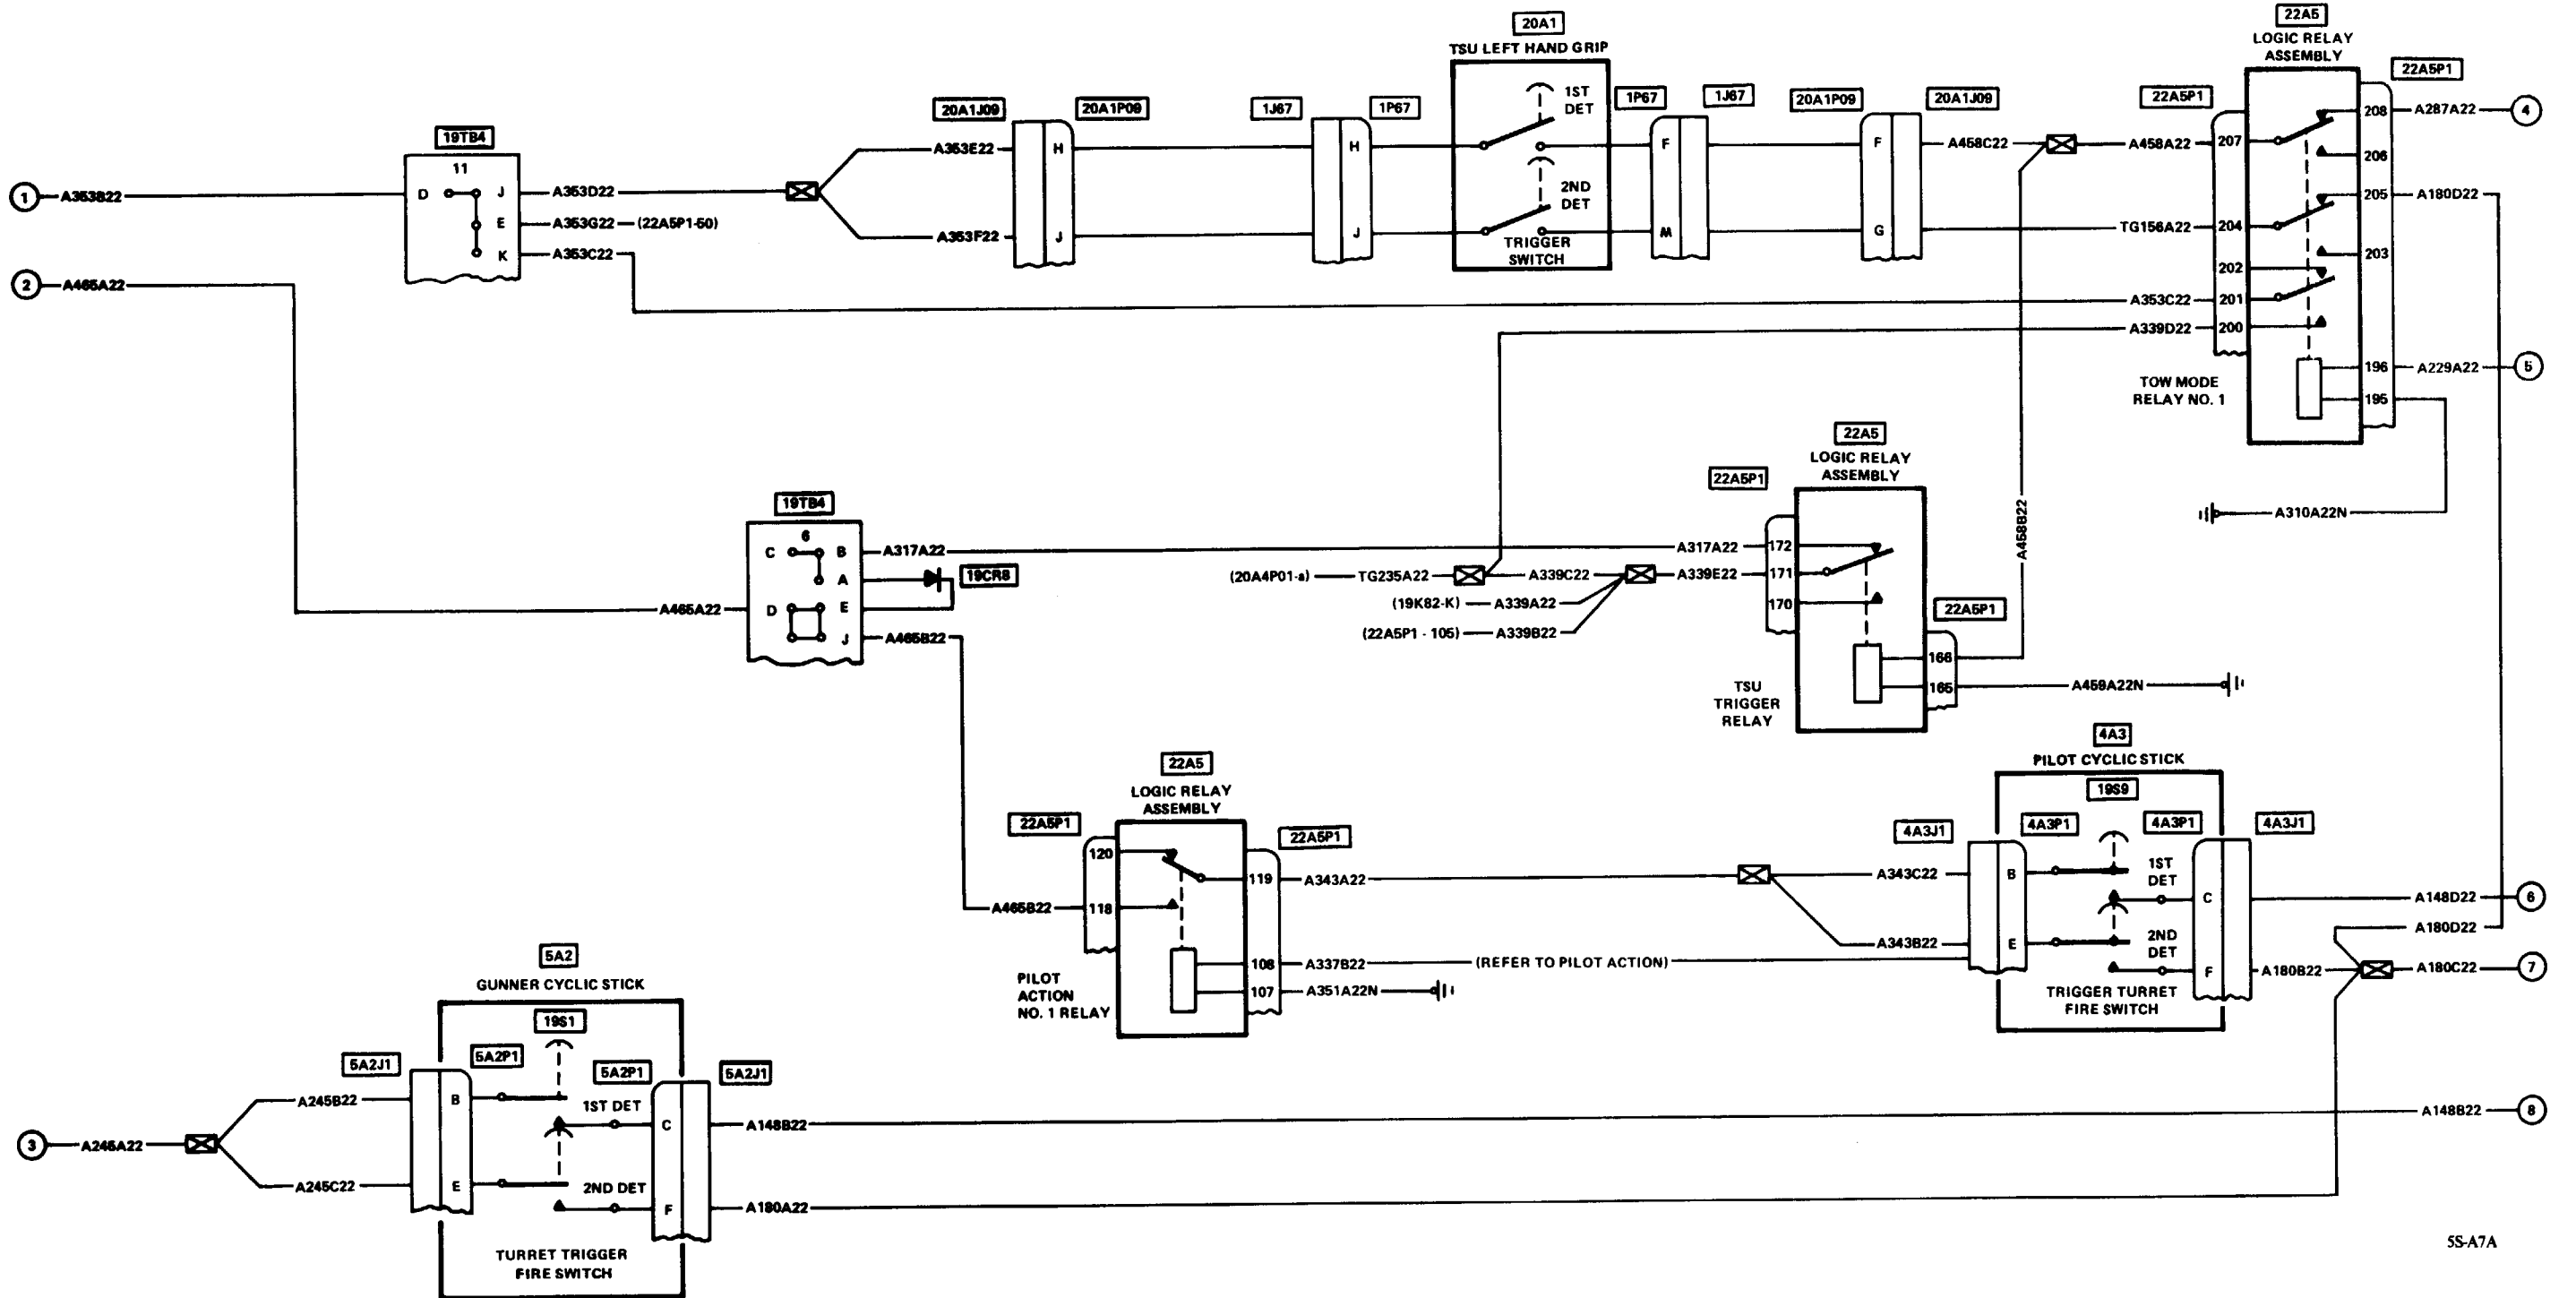 20A1
TSU LEFT HAND GRIP
1ST
DET
2ND
DET
TRIGGER
SWITCH
22A5
LOGIC RELAY
ASSEMBLY
22A5P1
22A5P1
207
204
202
201
200
208
206
205
203
196
195
TOW MODE
RELAY NO. 1
A287A22
4
A180D22
A229A22
5
A310A22N
1
A353B22
19TB4
11
D
J
E
K
A353D22
A353G22
(22A5P1-50)
A353C22
A353E22
A353F22
20A1J09
20A1P09
H
J
1J67
1P67
H
J
1P67
1J67
F
M
20A1P09
20A1J09
F
G
A458C22
A458A22
TG156A22
A353C22
A339D22
2
A465A22
A458B22
19TB4
6
C
B
A
D
E
J
A465A22
A317A22
19CR8
A465B22
A317A22
(20A4P01-a)
TG235A22
A339C22
A339E22
(19K82-K)
A339A22
(22A5P1 - 105)
A339B22
22A5
LOGIC RELAY
ASSEMBLY
22A5P1
172
171
170
22A5P1
166
165
TSU
TRIGGER
RELAY
A459A22N
22A5
LOGIC RELAY
ASSEMBLY
22A5P1
120
118
A465B22
22A5P1
119
108
107
PILOT
ACTION
NO. 1 RELAY
A343A22
A337B22
(REFER TO PILOT ACTION)
A351A22N
A343C22
A343B22
4A3
PILOT CYCLIC STICK
19S9
4A3J1
4A3P1
4A3P1
4A3J1
B
E
1ST
DET
2ND
DET
C
F
TRIGGER TURRET
FIRE SWITCH
A148D22
6
A180D22
A180B22
A180C22
7
5A2
GUNNER CYCLIC STICK
19S1
5A2J1
5A2P1
5A2P1
5A2J1
3
A245A22
A245B22
A245C22
B
E
1ST DET
2ND DET
C
F
A148B22
A148B22
8
A180A22
TURRET TRIGGER
FIRE SWITCH
5S-A7A